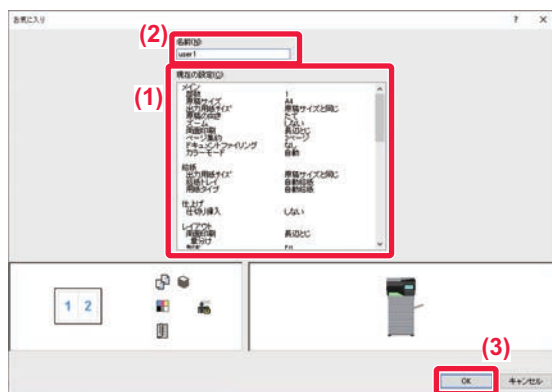 お気に入り
? X
(2)
名前(N)
user1
現在の設定(C)
(1)
メイン
部数 1
原稿サイズ A4
出力用紙サイズ 原稿サイズと同じ
原稿の向き たて
ズーム しない
両面印刷 長辺とじ
ページ集約 2ページ
ドキュメントファイリング なし
カラーモード 自動
給紙
出力用紙サイズ 原稿サイズと同じ
給紙トレイ 自動給紙
用紙タイプ 自動給紙
仕上げ
仕切り挿入 しない
レイアウト
両面印刷 長辺とじ
章分け
1 2
(3)
OK キャンセル